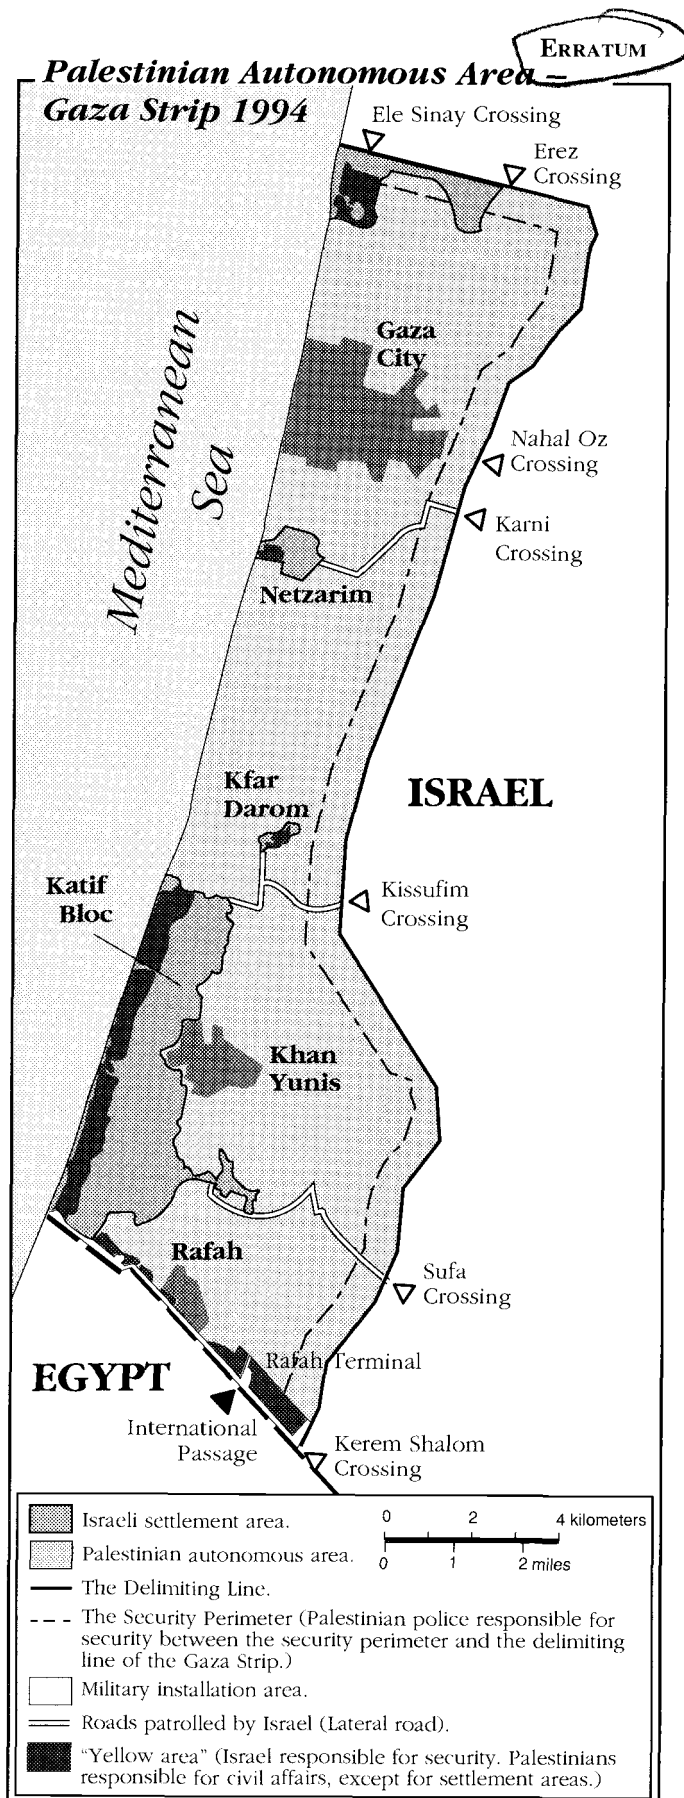 ERRATUM
Palestinian Autonomous Area –
Gaza Strip 1994
Ele Sinay Crossing
Erez
Crossing
Mediterranean
Sea
Gaza
City
Nahal Oz
Crossing
Karni
Crossing
Netzarim
Kfar
Darom
ISRAEL
Katif
Bloc
Kissufim
Crossing
Khan
Yunis
Rafah
Sufa
Crossing
Rafah Terminal
EGYPT
International
Passage
Kerem Shalom
Crossing
Israeli settlement area.
0 2 4 kilometers
Palestinian autonomous area.
0 1 2 miles
The Delimiting Line.
The Security Perimeter (Palestinian police responsible for
security between the security perimeter and the delimiting
line of the Gaza Strip.)
Military installation area.
Roads patrolled by Israel (Lateral road).
“Yellow area” (Israel responsible for security. Palestinians
responsible for civil affairs, except for settlement areas.)